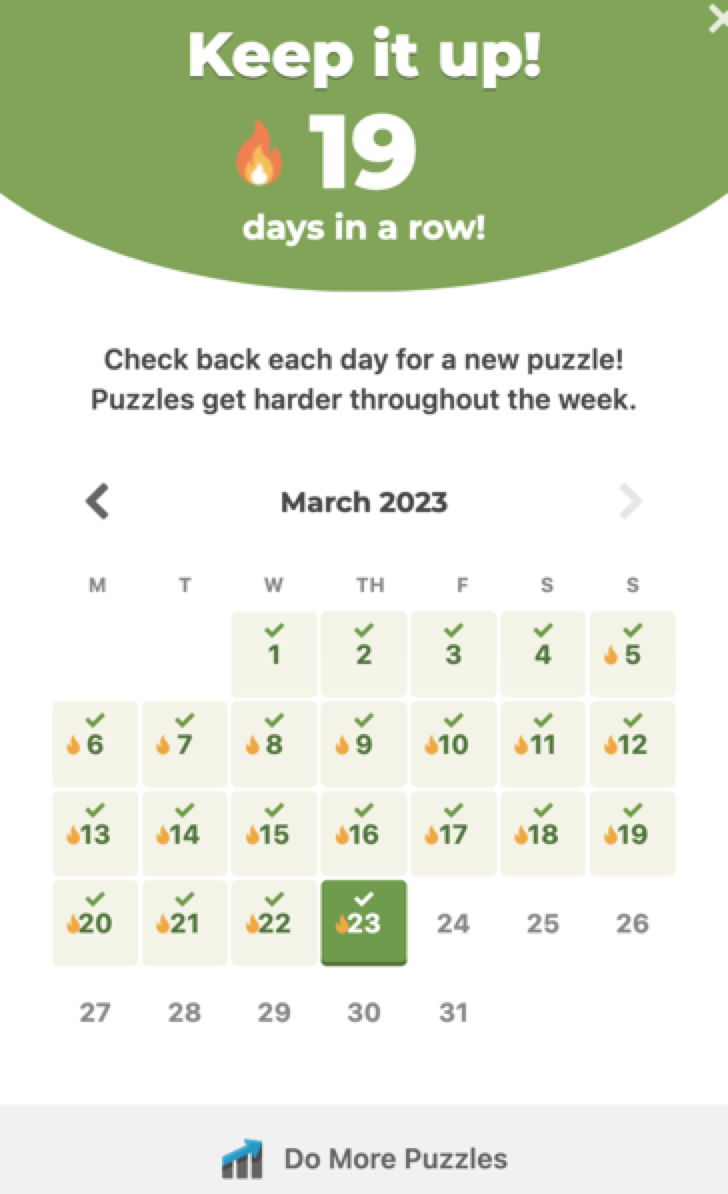 Keep it up!
19
days in a row!
Check back each day for a new puzzle!
Puzzles get harder throughout the week.
March 2023
M T W TH F S S
1 2 3 4 5
6 7 8 9 10 11 12
13 14 15 16 17 18 19
20 21 22 23 24 25 26
27 28 29 30 31
Do More Puzzles